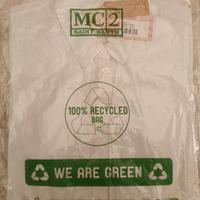 MC2
SAINT BARTH
100% RECYCLED
BAG
WE ARE GREEN